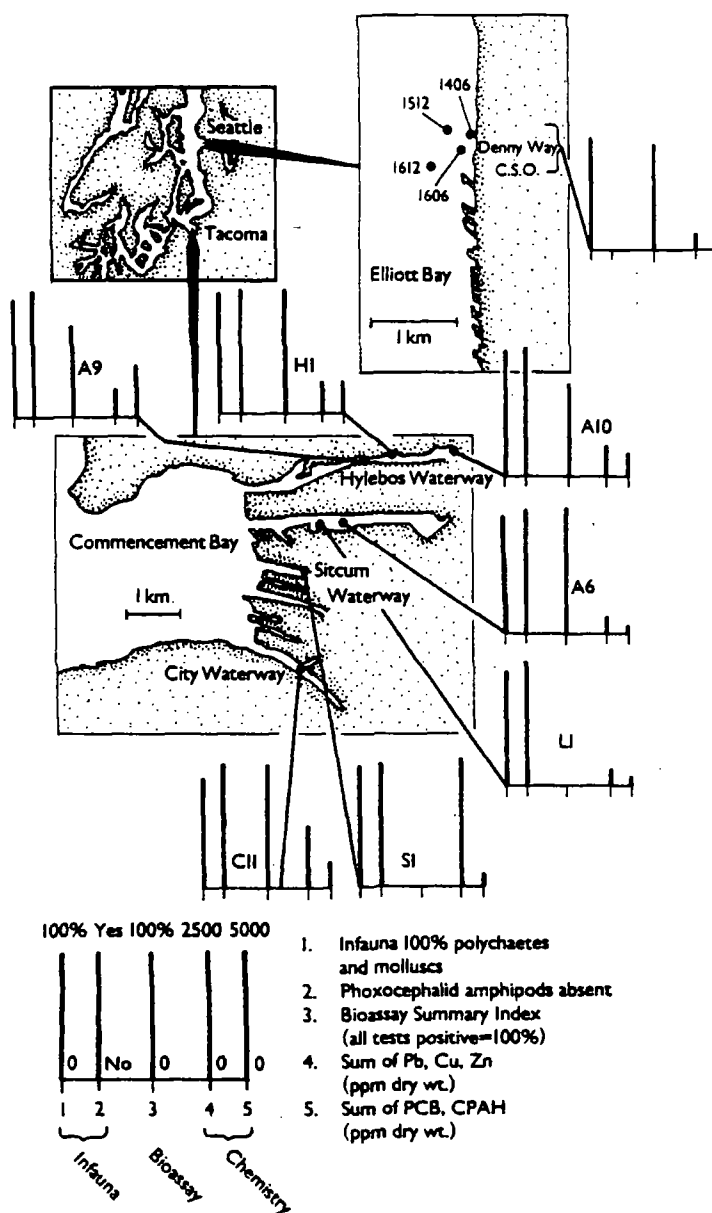 Seattle
Tacoma
1512
1406
Denny Way
C.S.O.
1612
1606
Elliott Bay
1 km
A9
H1
A10
Hylebos Waterway
Commencement Bay
Sitcum
Waterway
1 km
A6
City Waterway
L1
C11
S1
100% Yes 100% 2500 5000
0 No 0 0 0
1 2 3 4 5
Infauna
Bioassay
Chemistry
1. Infauna 100% polychaetes
and molluscs
2. Phoxocephalid amphipods absent
3. Bioassay Summary Index
(all tests positive=100%)
4. Sum of Pb, Cu, Zn
(ppm dry wt.)
5. Sum of PCB, CPAH
(ppm dry wt.)